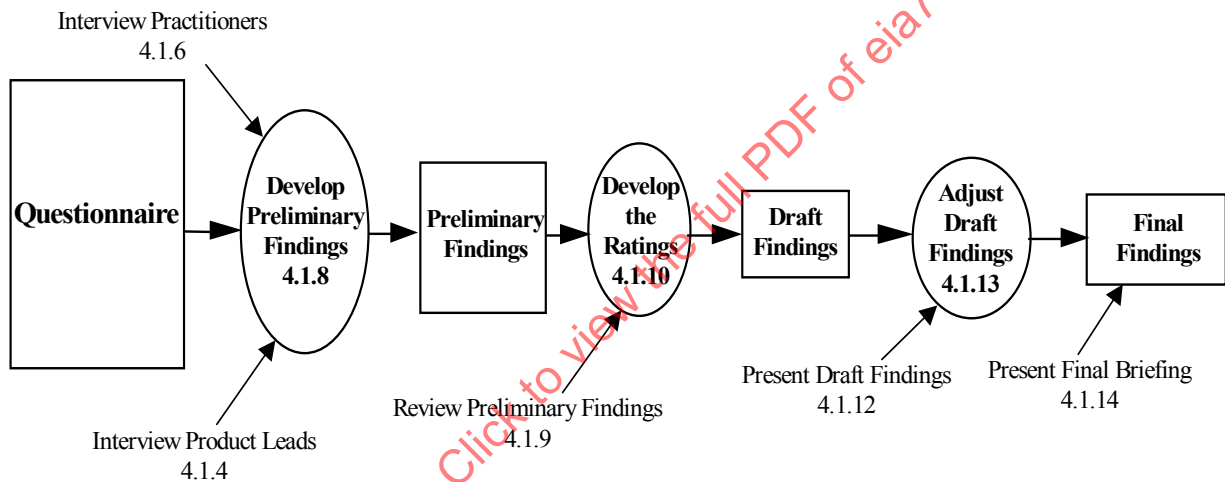 Interview Practitioners
4.1.6
Questionnaire
Develop
Preliminary
Findings
4.1.8
Interview Product Leads
4.1.4
Preliminary
Findings
Develop
the
Ratings
4.1.10
Review Preliminary Findings
4.1.9
Draft
Findings
Adjust
Draft
Findings
4.1.13
Present Draft Findings
4.1.12
Final
Findings
Present Final Briefing
4.1.14
Click to view the full PDF of eia7